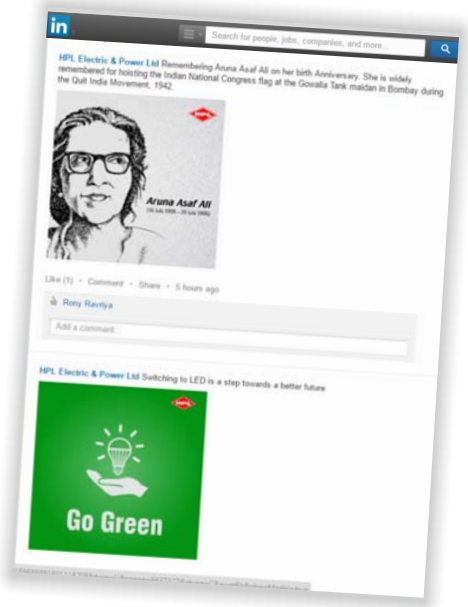 in
Search for people, jobs, companies, and more...
HPL Electric & Power Ltd Remembering Aruna Asaf Ali on her birth Anniversary. She is widely
remembered for hoisting the Indian National Congress flag at the Gowalia Tank maidan in Bombay during
the Quit India Movement, 1942.
HPL
Aruna Asaf Ali
Like (1) • Comment • Share • 5 hours ago
Rony Ravriya
Add a comment...
HPL Electric & Power Ltd Switching to LED is a step towards a better future
HPL
Go Green